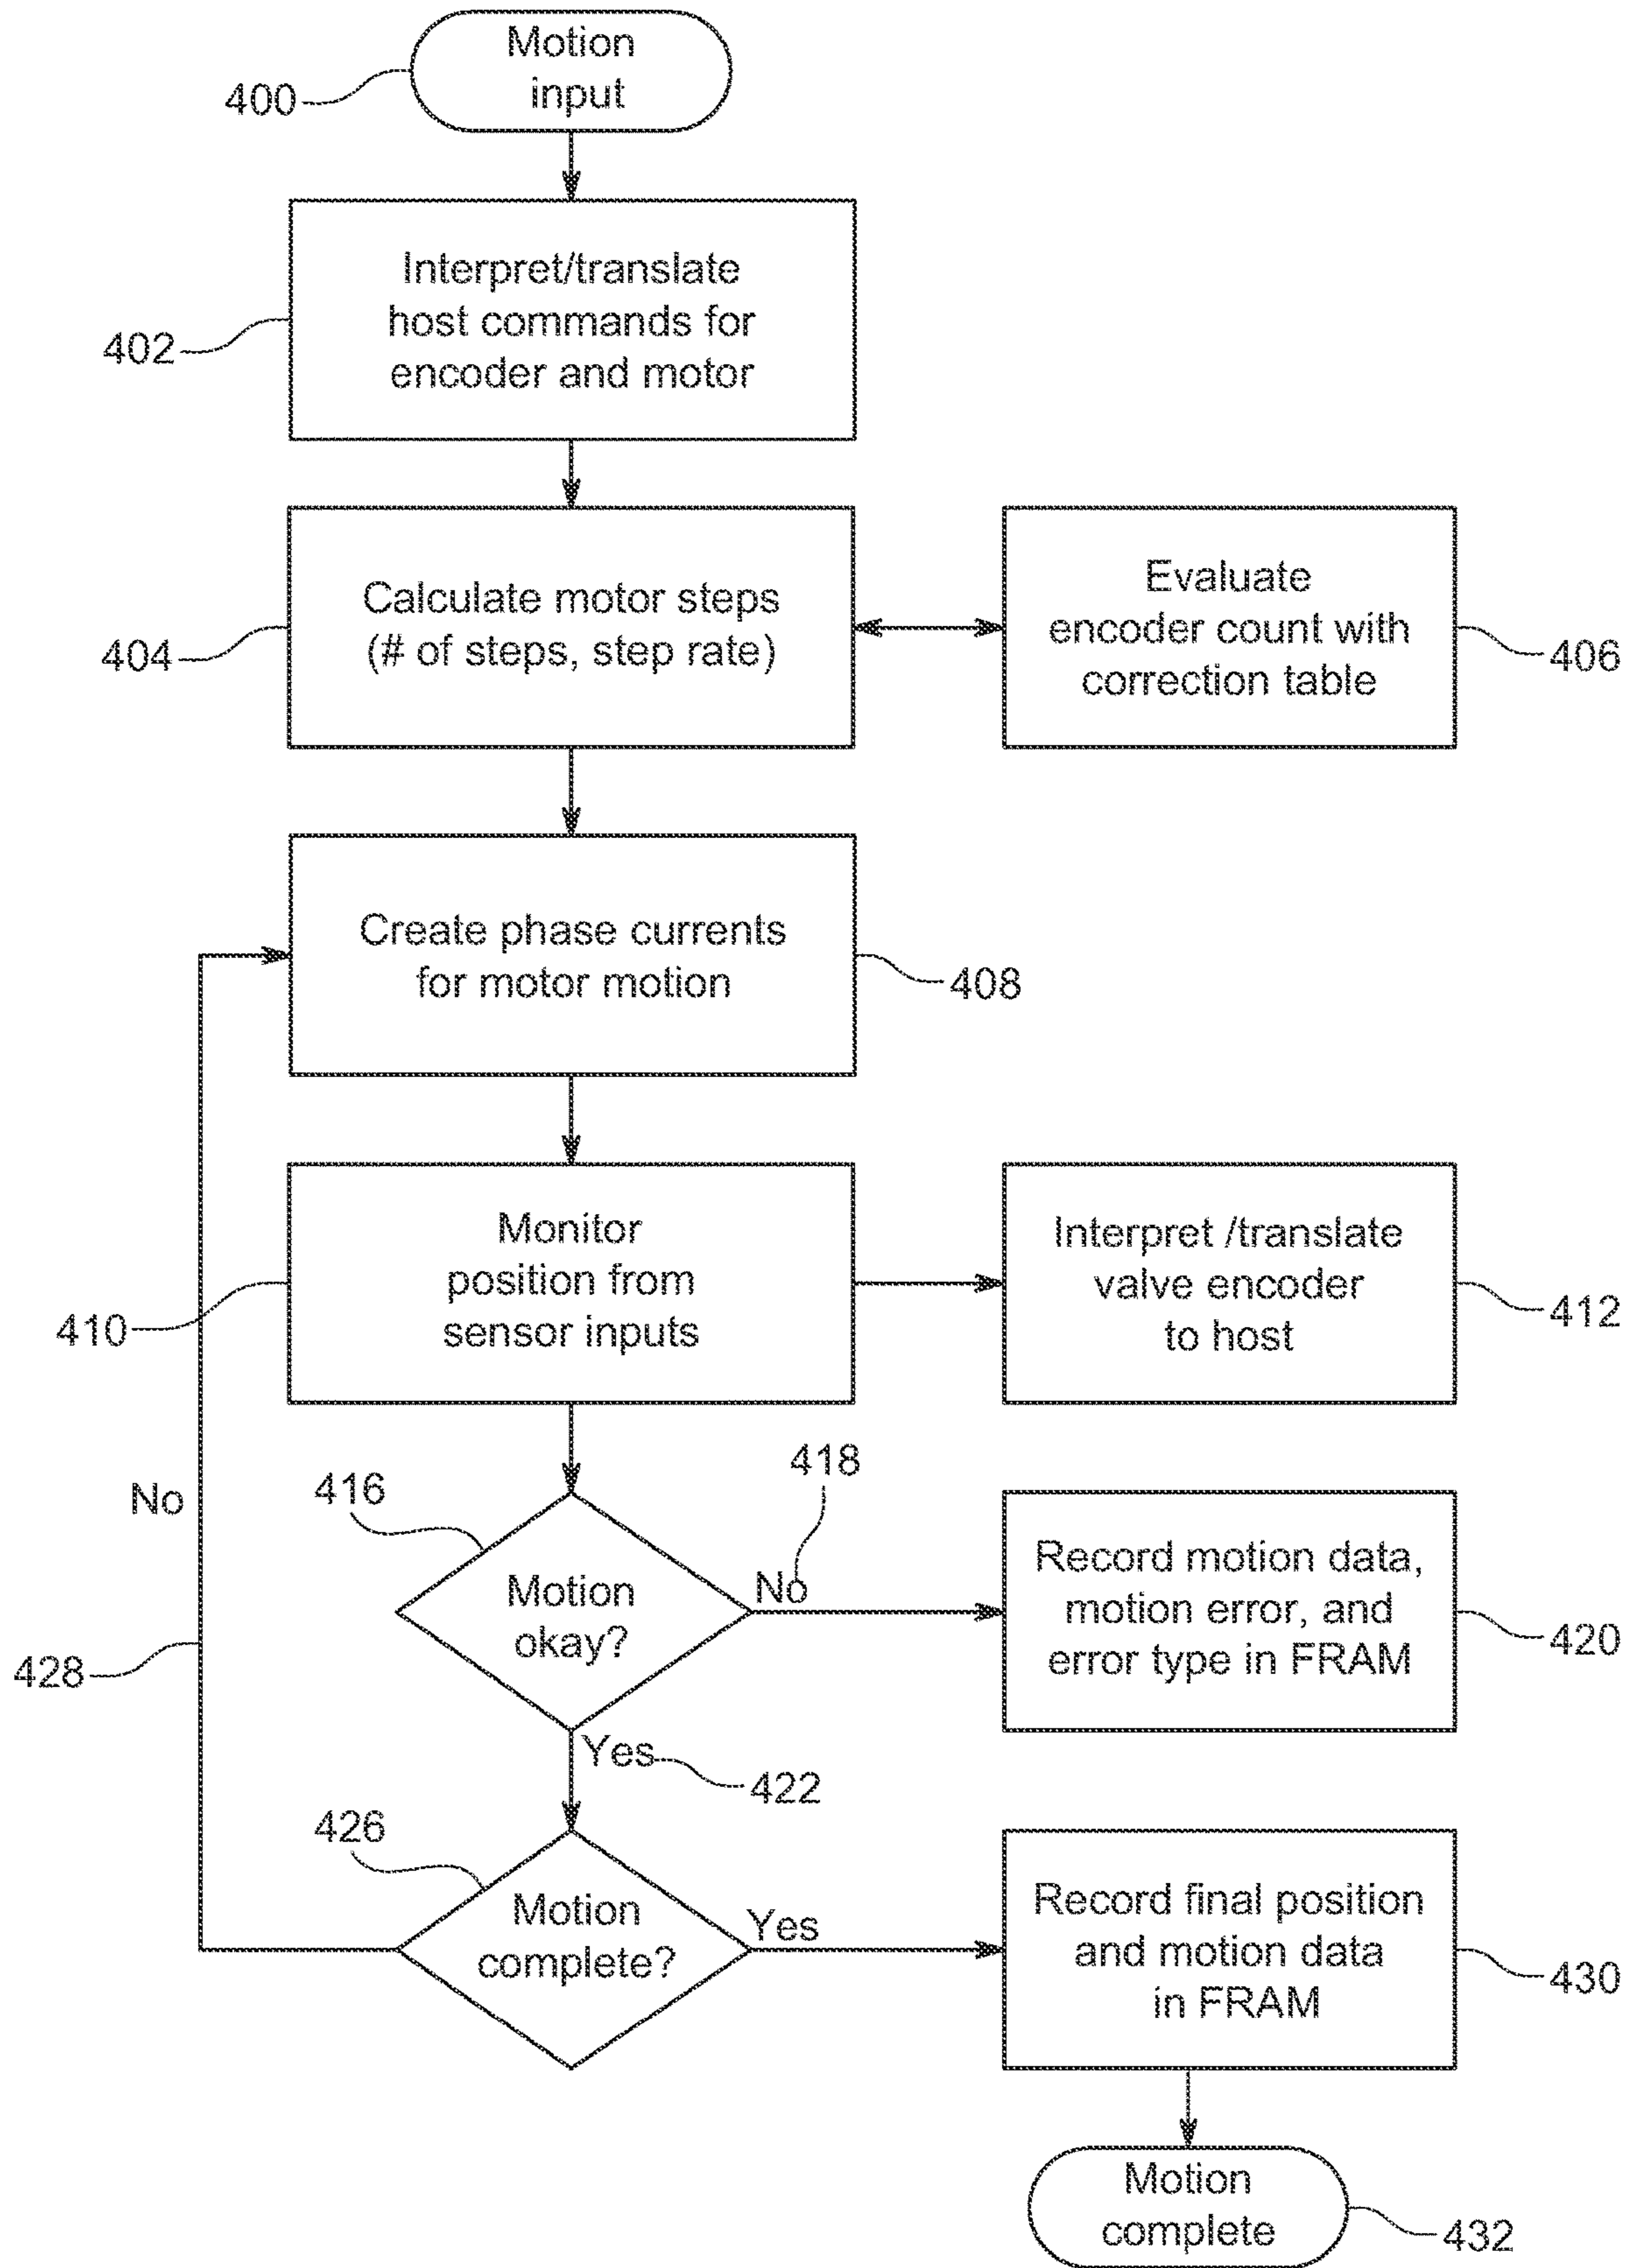 Motion
input
400
Interpret/translate
host commands for
encoder and motor
402
Calculate motor steps
(# of steps, step rate)
404
Evaluate
encoder count with
correction table
406
Create phase currents
for motor motion
408
Monitor
position from
sensor inputs
410
Interpret /translate
valve encoder
to host
412
416
Motion
okay?
No
418
Record motion data,
motion error, and
error type in FRAM
420
Yes
422
No
428
426
Motion
complete?
Yes
Record final position
and motion data
in FRAM
430
Motion
complete
432